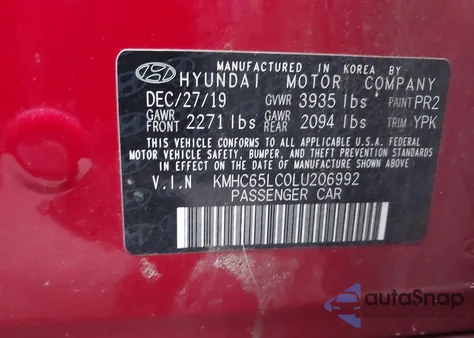 MANUFACTURED IN KOREA BY
HYUNDAI MOTOR COMPANY
DEC/27/19 GVWR 3935 lbs PAINT PR2
GAWR FRONT 2271 lbs GAWR REAR 2094 lbs TRIM YPK
THIS VEHICLE CONFORMS TO ALL APPLICABLE U.S.A FEDERAL
MOTOR VEHICLE SAFETY, BUMPER, AND THEFT PREVENTION STANDARDS
IN EFFECT ON THE DATE OF MANUFACTURE SHOWN ABOVE.
V.I.N KMHC65LC0LU206992
PASSENGER CAR
autoSnap